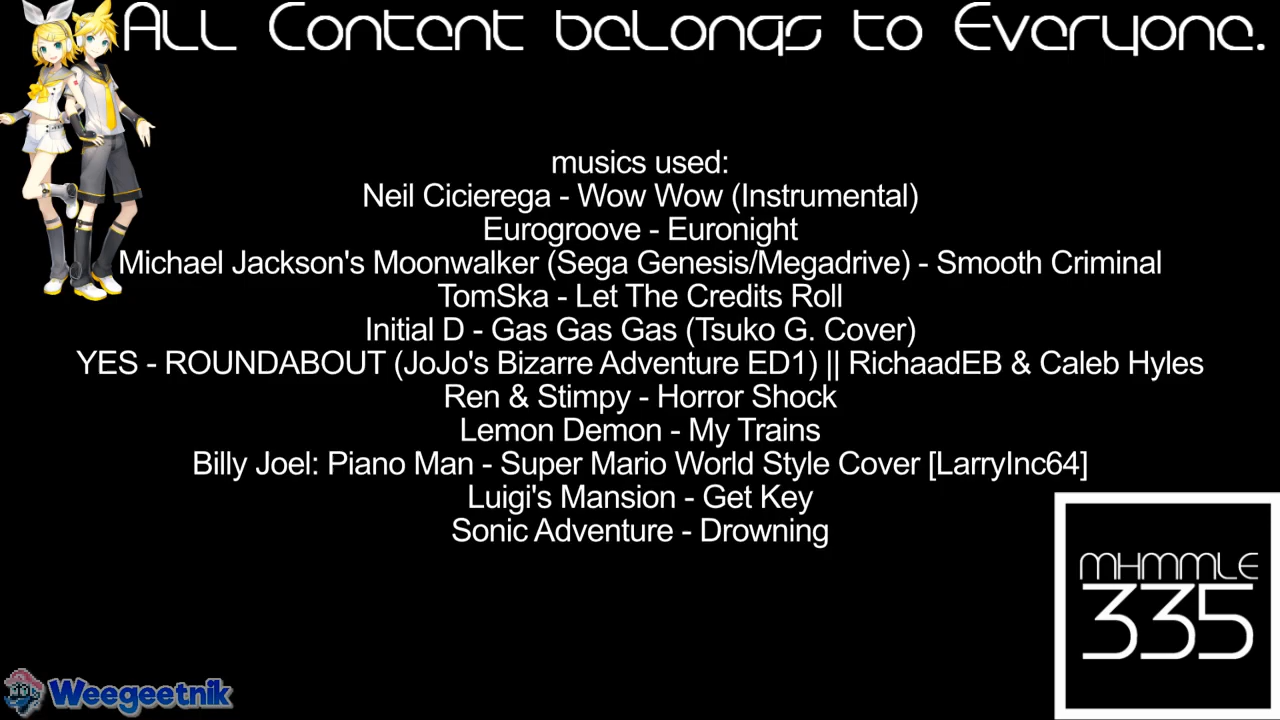 ALL Content belongs to Everyone.
musics used:
Neil Cicierega - Wow Wow (Instrumental)
Eurogroove - Euronight
Michael Jackson's Moonwalker (Sega Genesis/Megadrive) - Smooth Criminal
TomSka - Let The Credits Roll
Initial D - Gas Gas Gas (Tsuko G. Cover)
YES - ROUNDABOUT (JoJo's Bizarre Adventure ED1) || RichaadEB & Caleb Hyles
Ren & Stimpy - Horror Shock
Lemon Demon - My Trains
Billy Joel: Piano Man - Super Mario World Style Cover [LarryInc64]
Luigi's Mansion - Get Key
Sonic Adventure - Drowning
MHMMLE
335
Weegeetnik